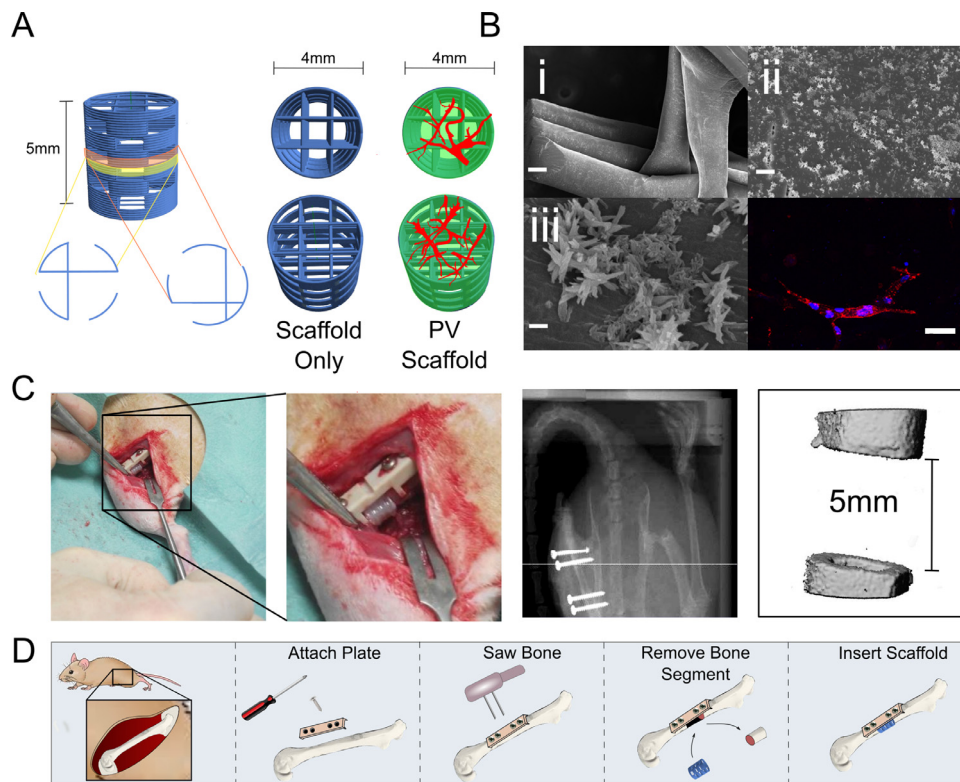 A
B
4mm
4mm
5mm
Scaffold
Only
PV
Scaffold
i
ii
iii
C
5mm
D
Attach Plate
Saw Bone
Remove Bone
Segment
Insert Scaffold